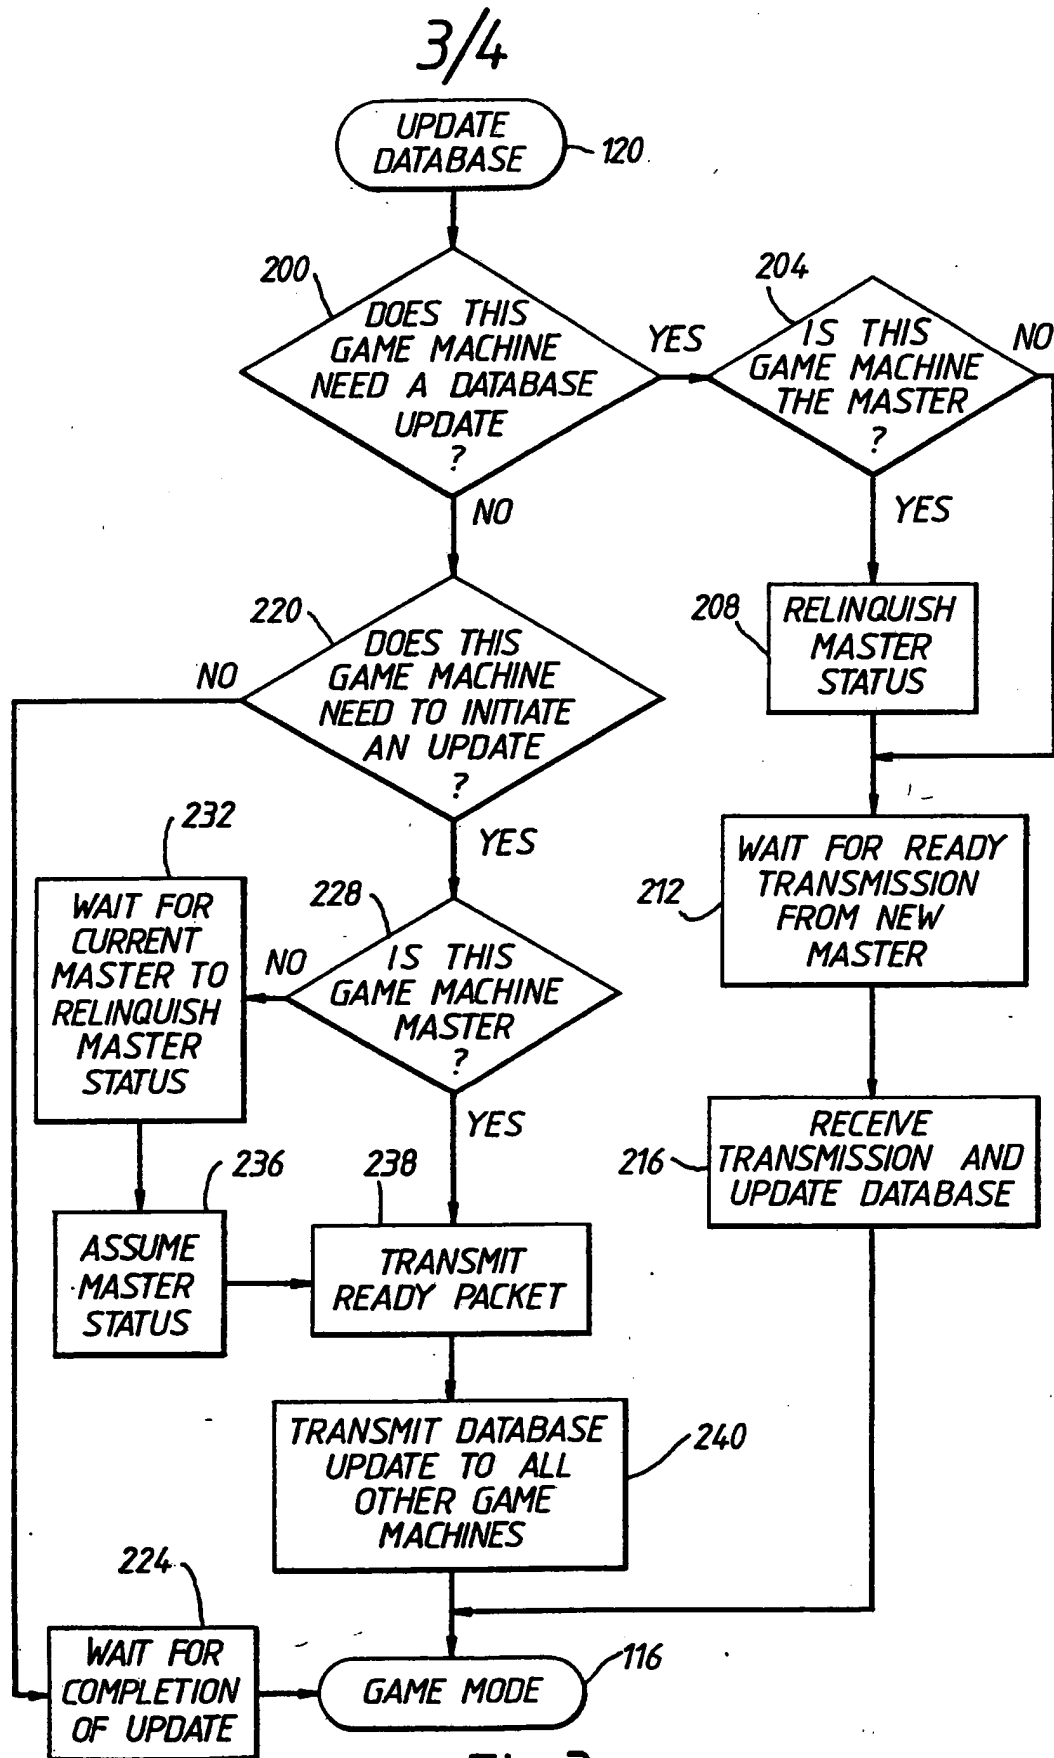 3/4
UPDATE
DATABASE
120
200
DOES THIS
GAME MACHINE
NEED A DATABASE
UPDATE
?
YES
204
IS THIS
GAME MACHINE
THE MASTER
?
NO
NO
YES
208
RELINQUISH
MASTER
STATUS
220
DOES THIS
GAME MACHINE
NEED TO INITIATE
AN UPDATE
?
NO
YES
212
WAIT FOR READY
TRANSMISSION
FROM NEW
MASTER
232
WAIT FOR
CURRENT
MASTER TO
RELINQUISH
MASTER
STATUS
228
IS THIS
GAME MACHINE
MASTER
?
NO
YES
216
RECEIVE
TRANSMISSION AND
UPDATE DATABASE
236
ASSUME
MASTER
STATUS
238
TRANSMIT
READY PACKET
TRANSMIT DATABASE
UPDATE TO ALL
OTHER GAME
MACHINES
240
224
WAIT FOR
COMPLETION
OF UPDATE
GAME MODE
116